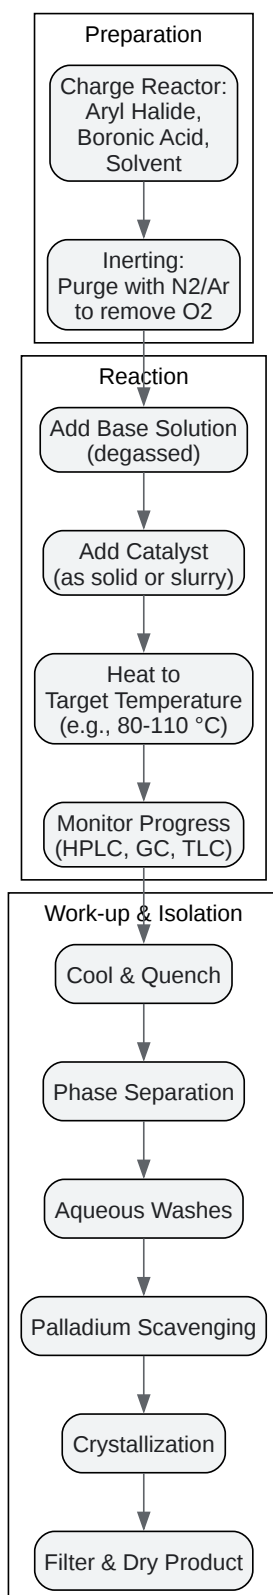 Preparation
Charge Reactor:
Aryl Halide,
Boronic Acid,
Solvent
Inerting:
Purge with N2/Ar
to remove O2
Reaction
Add Base Solution
(degassed)
Add Catalyst
(as solid or slurry)
Heat to
Target Temperature
(e.g., 80-110 °C)
Monitor Progress
(HPLC, GC, TLC)
Work-up & Isolation
Cool & Quench
Phase Separation
Aqueous Washes
Palladium Scavenging
Crystallization
Filter & Dry Product